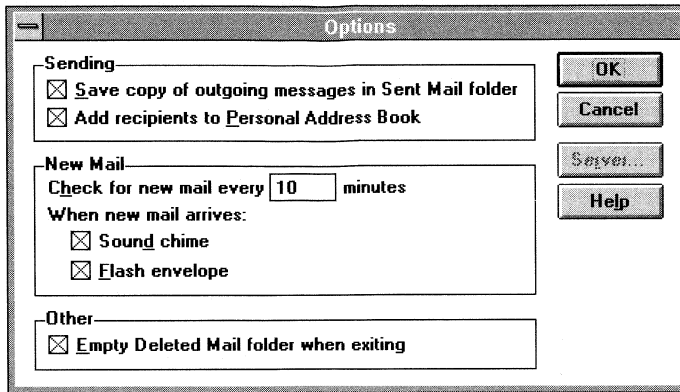 Options
Sending
Save copy of outgoing messages in Sent Mail folder
Add recipients to Personal Address Book
New Mail
Check for new mail every 10 minutes
When new mail arrives:
Sound chime
Flash envelope
Other
Empty Deleted Mail folder when exiting
OK
Cancel
Server...
Help